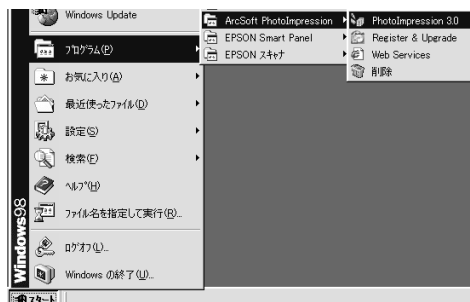 Windows Update
プログラム(P)
お気に入り(A)
最近使ったファイル(D)
設定(S)
検索(F)
ヘルプ(H)
ファイル名を指定して実行(R)...
ログオフ(L)...
Windows の終了(U)...
Windows98
スタート
ArcSoft PhotoImpression
EPSON Smart Panel
EPSON スキャナ
PhotoImpression 3.0
Register & Upgrade
Web Services
削除